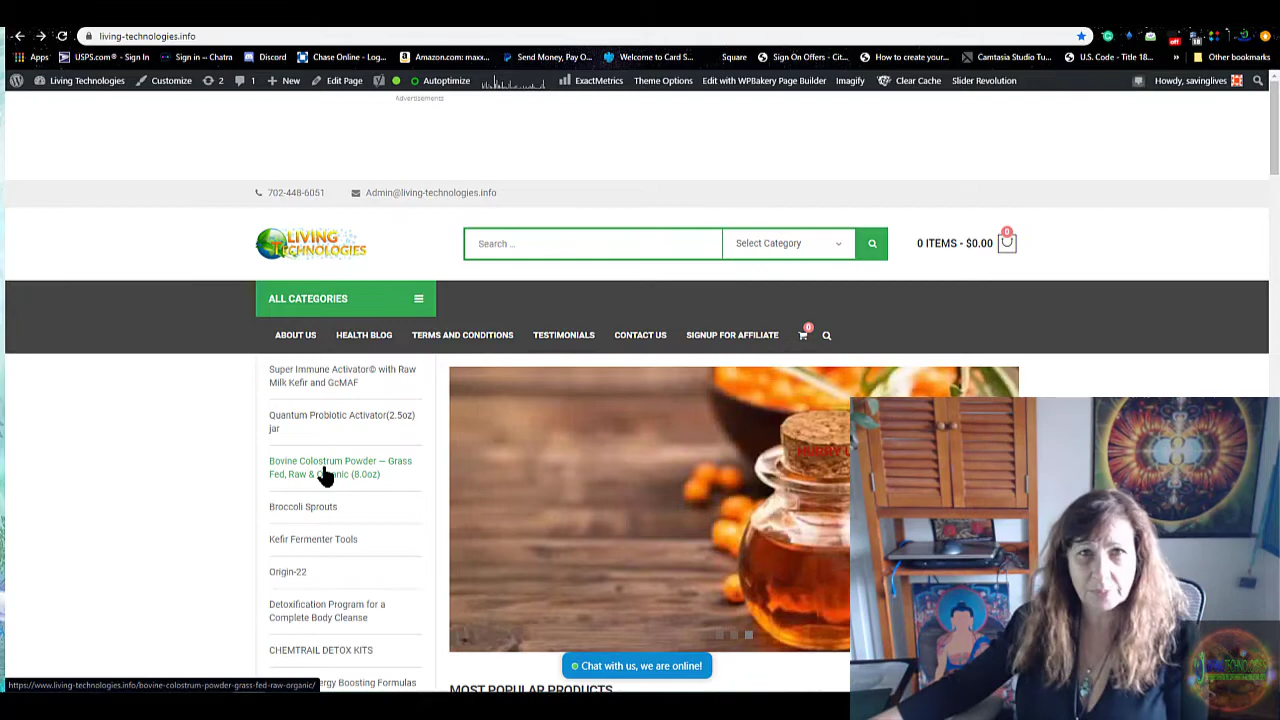 living-technologies.info
Apps USPS.com® - Sign In Sign in -- Chatra Discord Chase Online - Log... Amazon.com: maxx... Send Money, Pay O... Welcome to Card S... Square Sign On Offers - Cit... How to create your... Camtasia Studio Tu... U.S. Code - Title 18... » Other bookmarks
Living Technologies Customize 2 1 New Edit Page Autoptimize ExactMetrics Theme Options Edit with WPBakery Page Builder Imagify Clear Cache Slider Revolution Howdy, savinglives
Advertisements
702-448-6051 Admin@living-technologies.info
LIVING
TECHNOLOGIES
Search ... Select Category 0 ITEMS - $0.00 0
ALL CATEGORIES
ABOUT US HEALTH BLOG TERMS AND CONDITIONS TESTIMONIALS CONTACT US SIGNUP FOR AFFILIATE 0
Super Immune Activator© with Raw
Milk Kefir and GcMAF
Quantum Probiotic Activator(2.5oz)
jar
Bovine Colostrum Powder – Grass
Fed, Raw & Organic (8.0oz)
Broccoli Sprouts
Kefir Fermenter Tools
Origin-22
Detoxification Program for a
Complete Body Cleanse
CHEMTRAIL DETOX KITS
Energy Boosting Formulas
HURRY
Chat with us, we are online!
https://www.living-technologies.info/bovine-colostrum-powder-grass-fed-raw-organic/
MOST POPULAR PRODUCTS